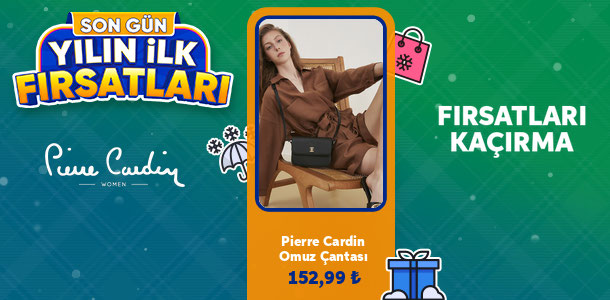 SON GÜN
YILIN İLK
FIRSATLARI
Pierre Cardin
WOMEN
Pierre Cardin
Omuz Çantası
152,99 ₺
FIRSATLARI
KAÇIRMA